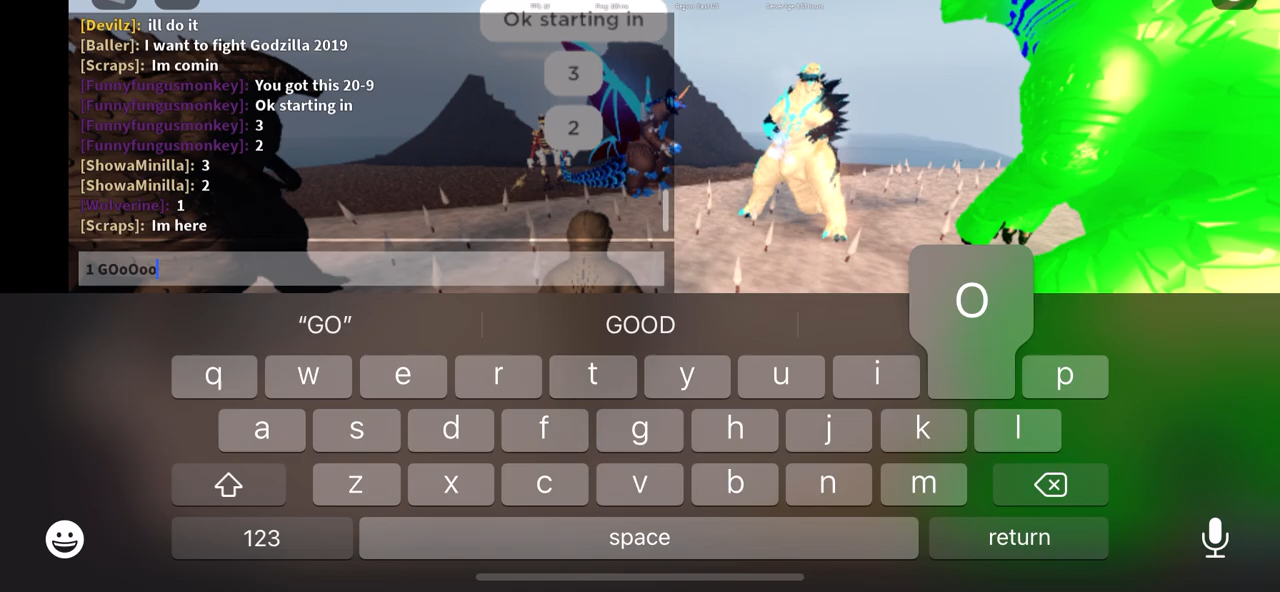 [Devilz]: ill do it
[Baller]: I want to fight Godzilla 2019
[Scraps]: Im comin
[Funnyfungusmonkey]: You got this 20-9
[Funnyfungusmonkey]: Ok starting in
[Funnyfungusmonkey]: 3
[Funnyfungusmonkey]: 2
[ShowaMinilla]: 3
[ShowaMinilla]: 2
[Wolverine]: 1
[Scraps]: Im here
1 GOoOoo
Ok starting in
3
2
“GO” GOOD
O
q w e r t y u i p
a s d f g h j k l
z x c v b n m
123 space return